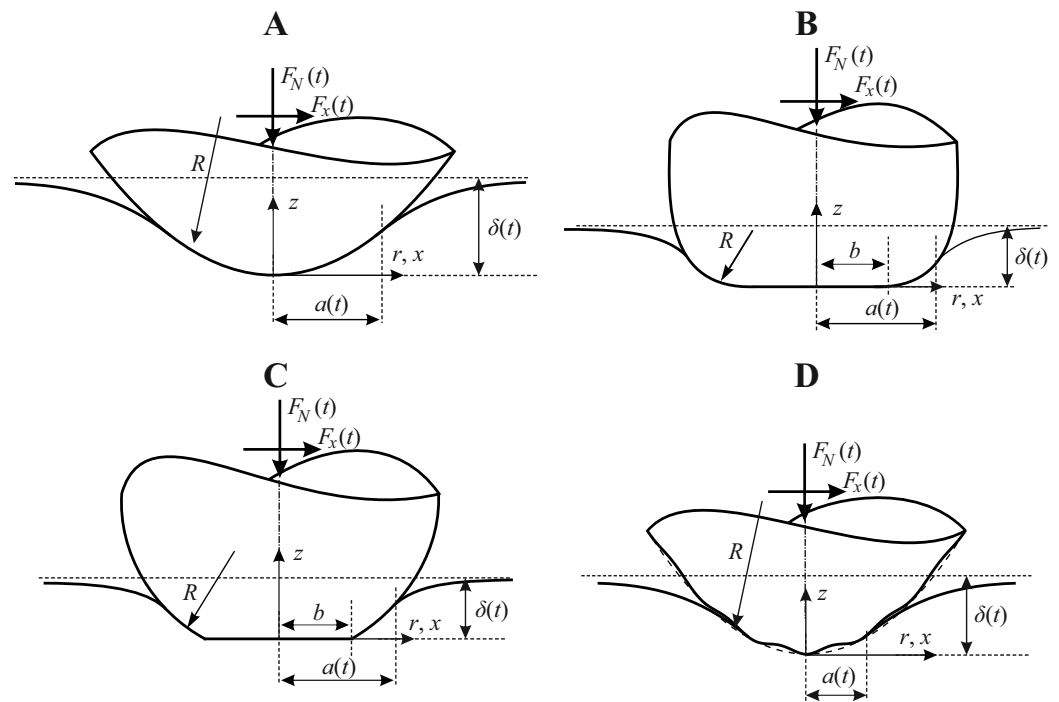 A
F_N(t)
F_x(t)
R
z
δ(t)
r, x
a(t)
B
F_N(t)
F_x(t)
z
R
b
δ(t)
r, x
a(t)
C
F_N(t)
F_x(t)
z
R
b
δ(t)
r, x
a(t)
D
F_N(t)
F_x(t)
R
z
δ(t)
r, x
a(t)